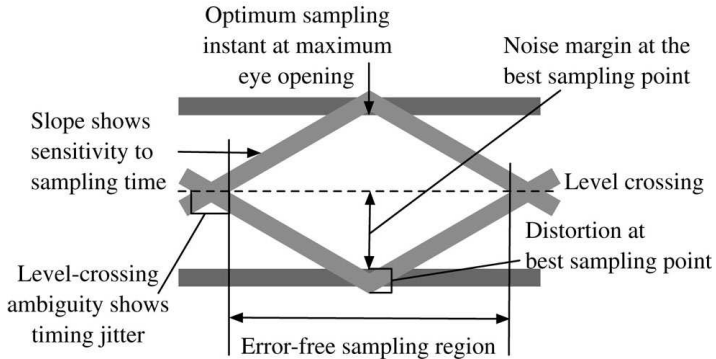 Optimum sampling
instant at maximum
eye opening
Noise margin at the
best sampling point
Slope shows
sensitivity to
sampling time
Level crossing
Distortion at
best sampling point
Level-crossing
ambiguity shows
timing jitter
Error-free sampling region